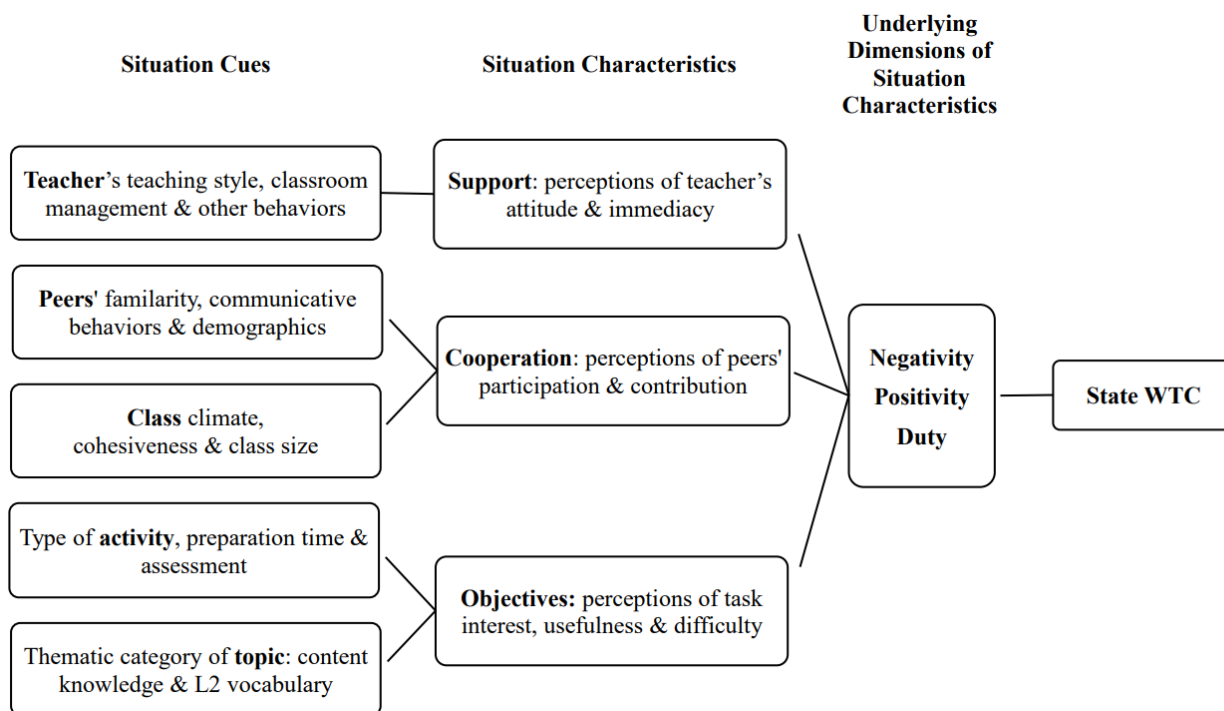 Situation Cues
Situation Characteristics
Underlying
Dimensions of
Situation
Characteristics
Teacher’s teaching style, classroom
management & other behaviors
Peers' familarity, communicative
behaviors & demographics
Class climate,
cohesiveness & class size
Type of activity, preparation time &
assessment
Thematic category of topic: content
knowledge & L2 vocabulary
Support: perceptions of teacher’s
attitude & immediacy
Cooperation: perceptions of peers'
participation & contribution
Objectives: perceptions of task
interest, usefulness & difficulty
Negativity
Positivity
Duty
State WTC